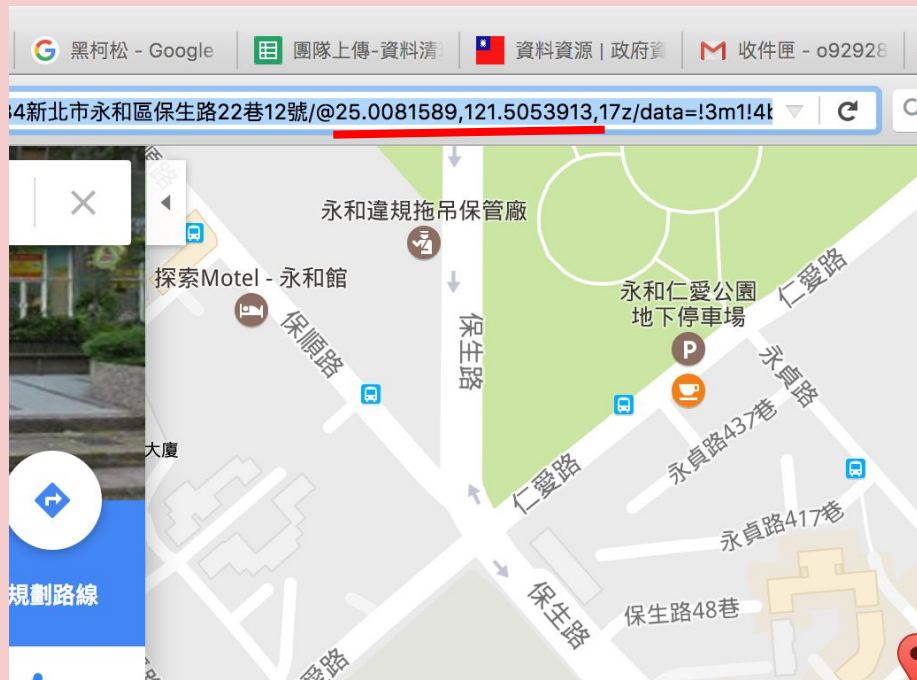 黑柯松 - Google
團隊上傳-資料清
資料資源 | 政府資
收件匣 - o92928
34新北市永和區保生路22巷12號/@25.0081589,121.5053913,17z/data=!3m1!4b
永和違規拖吊保管廠
探索Motel - 永和館
永和仁愛公園
地下停車場
仁愛路
保順路
保生路
永貞路
永貞路437巷
大廈
仁愛路
永貞路417巷
規劃路線
保生路
保生路48巷
愛路